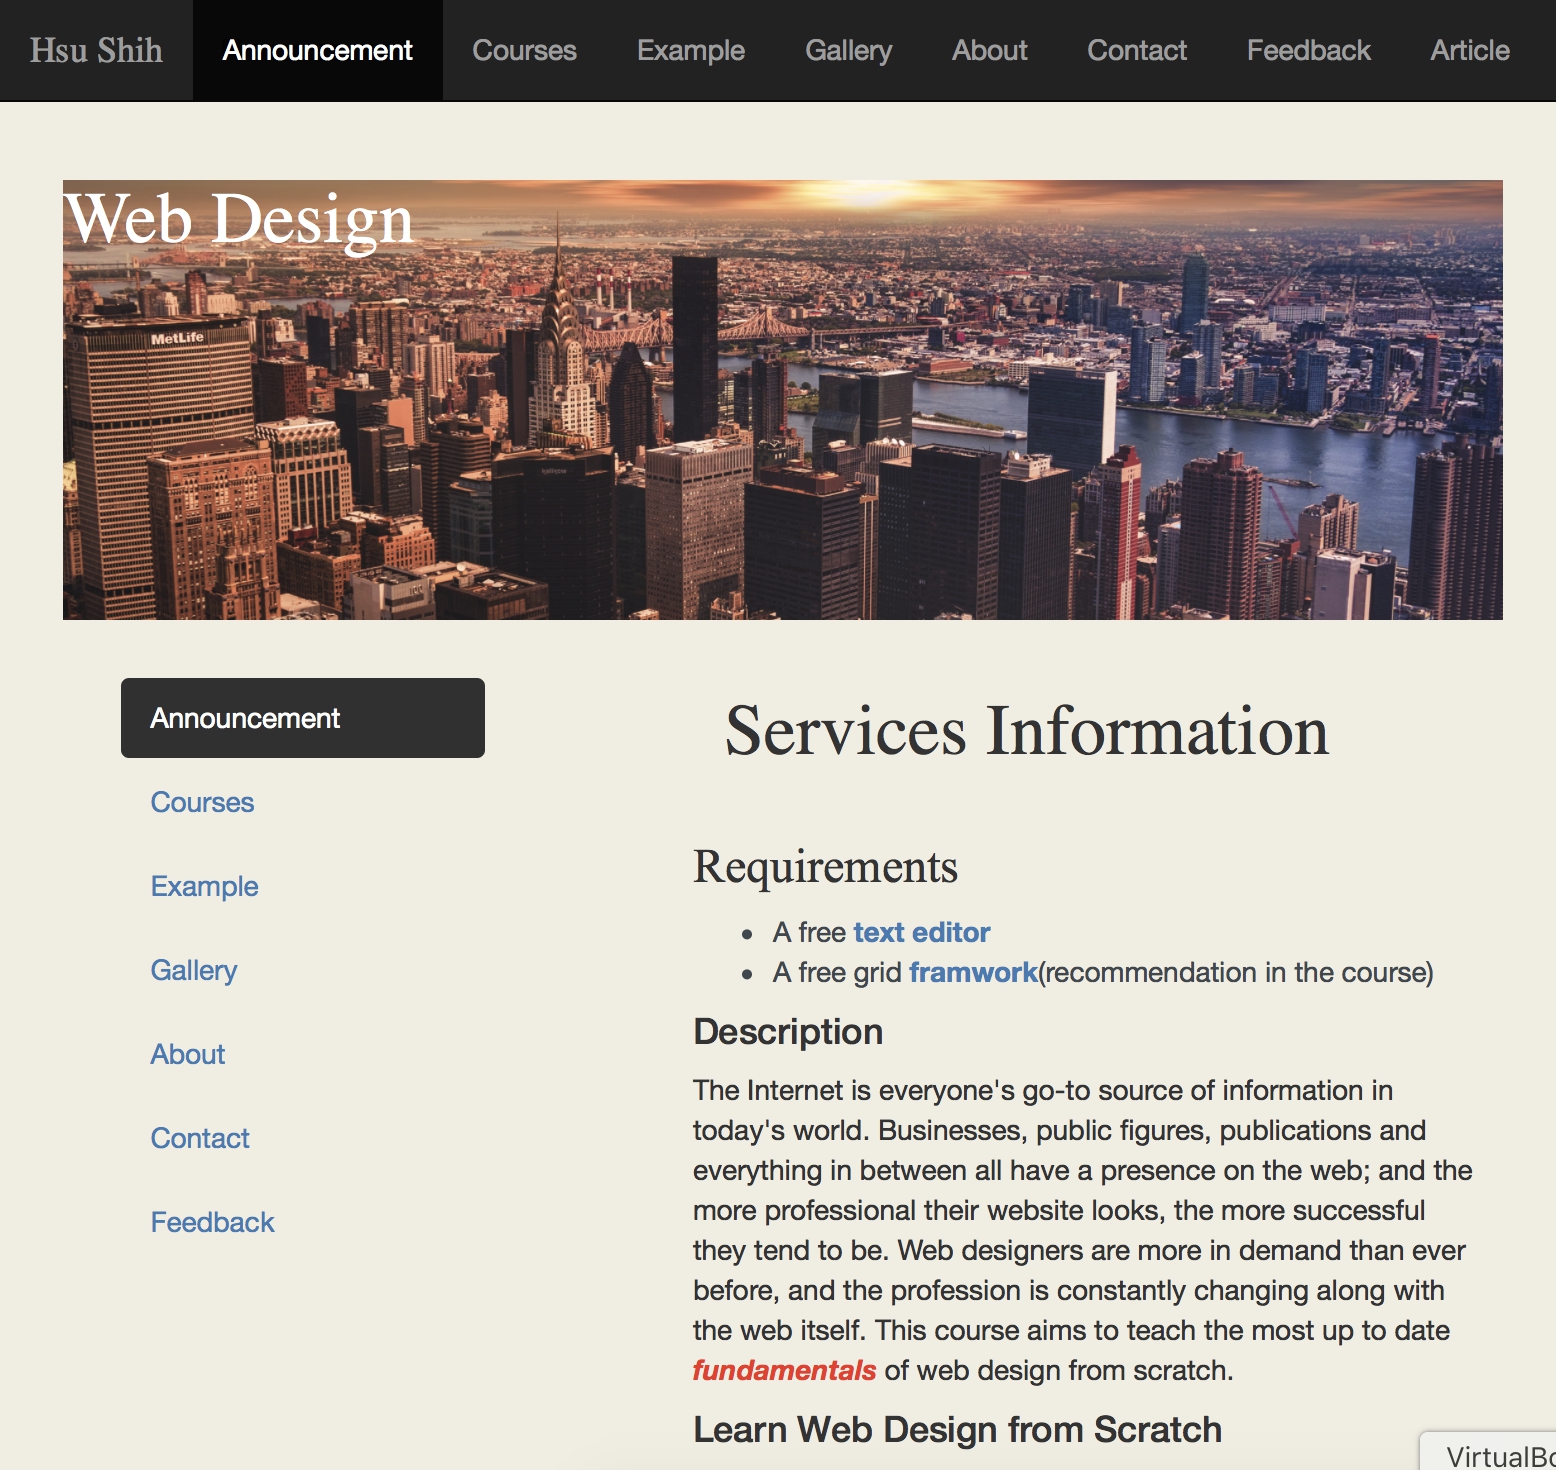 Hsu Shih Announcement Courses Example Gallery About Contact Feedback Article
Web Design
MetLife
Announcement
Courses
Example
Gallery
About
Contact
Feedback
Services Information
Requirements
A free text editor
A free grid framwork(recommendation in the course)
Description
The Internet is everyone's go-to source of information in
today's world. Businesses, public figures, publications and
everything in between all have a presence on the web; and the
more professional their website looks, the more successful
they tend to be. Web designers are more in demand than ever
before, and the profession is constantly changing along with
the web itself. This course aims to teach the most up to date
fundamentals of web design from scratch.
Learn Web Design from Scratch